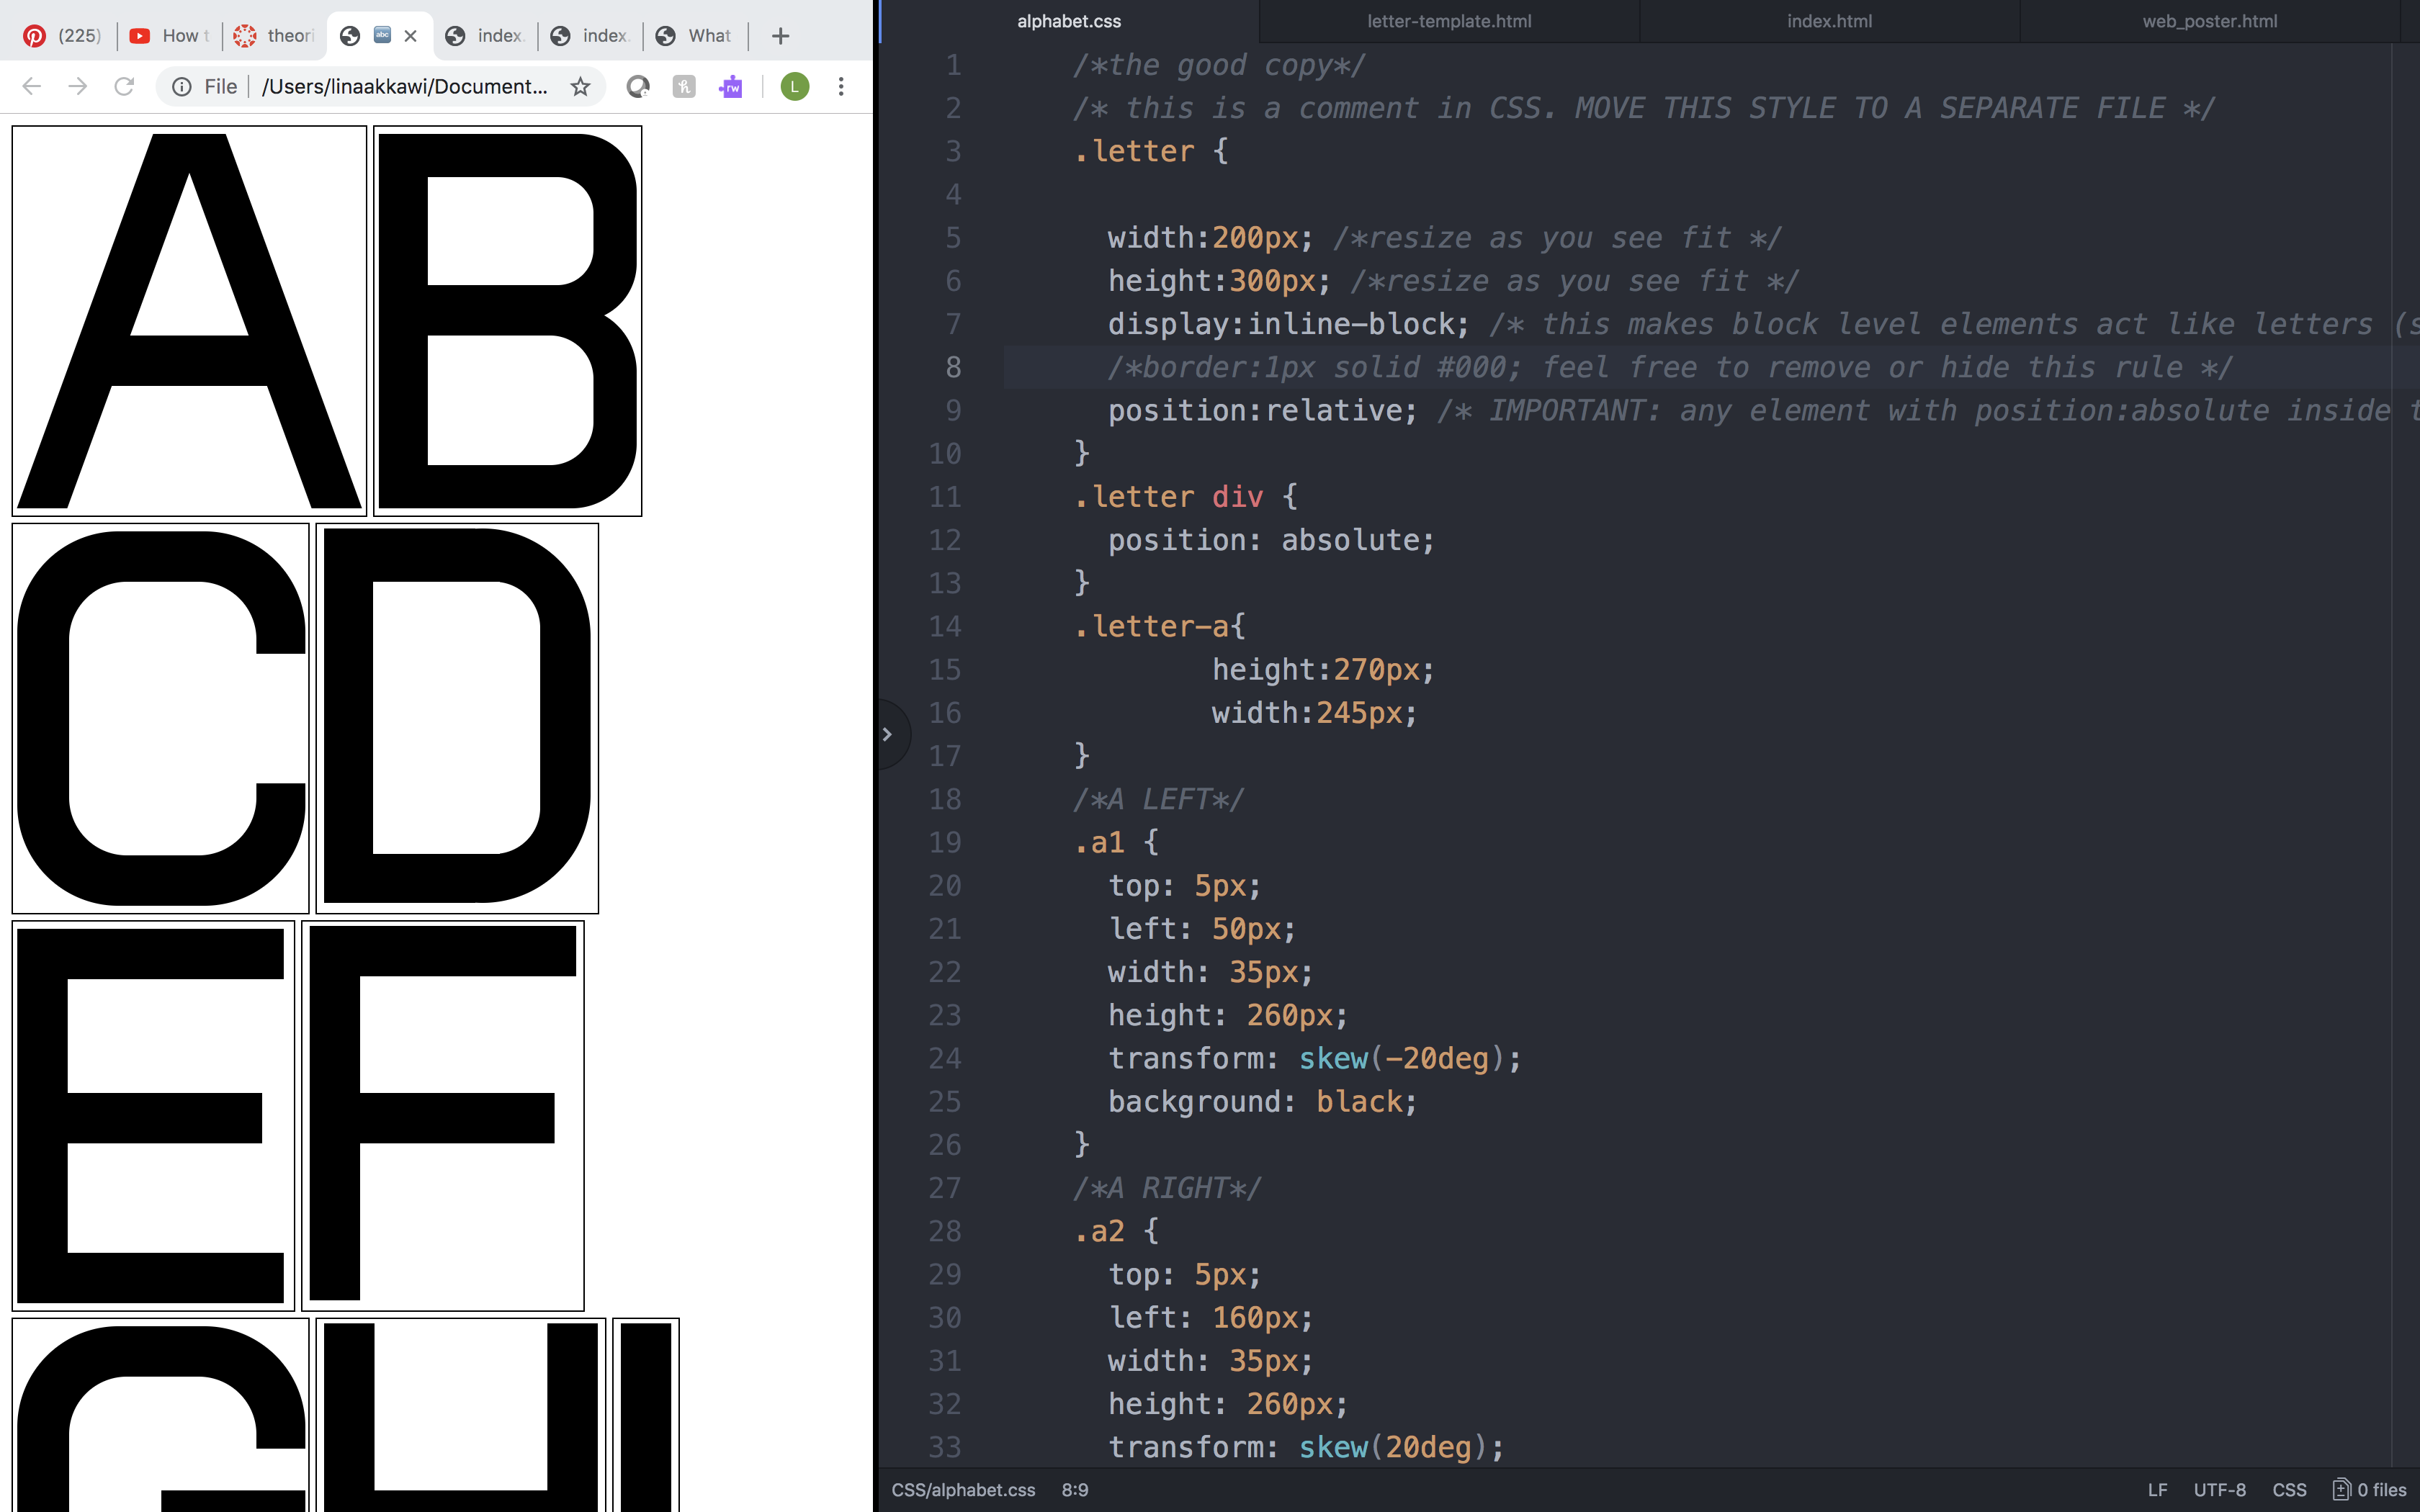 (225)
How t
theori
abc
index.
index.
What
File
/Users/linaakkawi/Document...
rw
L
A B
C D
E F
G H I
alphabet.css
letter-template.html
index.html
web_poster.html
1 /*the good copy*/
2 /* this is a comment in CSS. MOVE THIS STYLE TO A SEPARATE FILE */
3 .letter {
4
5 width:200px; /*resize as you see fit */
6 height:300px; /*resize as you see fit */
7 display:inline-block; /* this makes block level elements act like letters (s
8 /*border:1px solid #000; feel free to remove or hide this rule */
9 position:relative; /* IMPORTANT: any element with position:absolute inside t
10 }
11 .letter div {
12 position: absolute;
13 }
14 .letter-a{
15 height:270px;
16 width:245px;
17 }
18 /*A LEFT*/
19 .a1 {
20 top: 5px;
21 left: 50px;
22 width: 35px;
23 height: 260px;
24 transform: skew(-20deg);
25 background: black;
26 }
27 /*A RIGHT*/
28 .a2 {
29 top: 5px;
30 left: 160px;
31 width: 35px;
32 height: 260px;
33 transform: skew(20deg);
CSS/alphabet.css 8:9
LF UTF-8 CSS 0 files